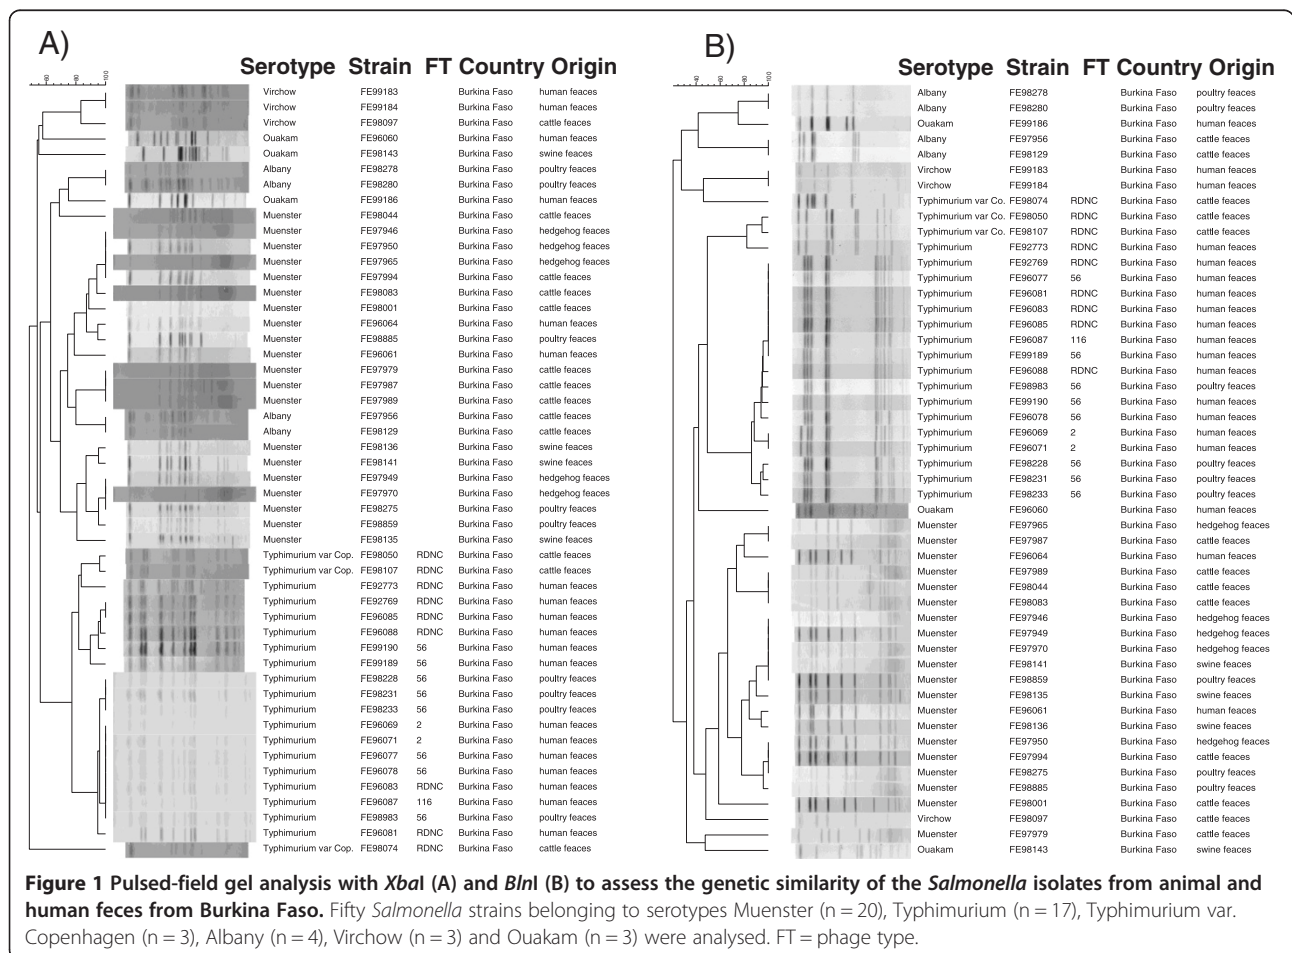 A)
Serotype Strain FT Country Origin
60 80 100
Virchow FE99183 Burkina Faso human feaces
Virchow FE99184 Burkina Faso human feaces
Virchow FE98097 Burkina Faso cattle feaces
Ouakam FE96060 Burkina Faso human feaces
Ouakam FE98143 Burkina Faso swine feaces
Albany FE98278 Burkina Faso poultry feaces
Albany FE98280 Burkina Faso poultry feaces
Ouakam FE99186 Burkina Faso human feaces
Muenster FE98044 Burkina Faso cattle feaces
Muenster FE97946 Burkina Faso hedgehog feaces
Muenster FE97950 Burkina Faso hedgehog feaces
Muenster FE97965 Burkina Faso hedgehog feaces
Muenster FE97994 Burkina Faso cattle feaces
Muenster FE98083 Burkina Faso cattle feaces
Muenster FE98001 Burkina Faso cattle feaces
Muenster FE96064 Burkina Faso human feaces
Muenster FE98885 Burkina Faso poultry feaces
Muenster FE96061 Burkina Faso human feaces
Muenster FE97979 Burkina Faso cattle feaces
Muenster FE97987 Burkina Faso cattle feaces
Muenster FE97989 Burkina Faso cattle feaces
Albany FE97956 Burkina Faso cattle feaces
Albany FE98129 Burkina Faso cattle feaces
Muenster FE98136 Burkina Faso swine feaces
Muenster FE98141 Burkina Faso swine feaces
Muenster FE97949 Burkina Faso hedgehog feaces
Muenster FE97970 Burkina Faso hedgehog feaces
Muenster FE98275 Burkina Faso poultry feaces
Muenster FE98859 Burkina Faso poultry feaces
Muenster FE98135 Burkina Faso swine feaces
Typhimurium var Cop. FE98050 RDNC Burkina Faso cattle feaces
Typhimurium var Cop. FE98107 RDNC Burkina Faso cattle feaces
Typhimurium FE92773 RDNC Burkina Faso human feaces
Typhimurium FE92769 RDNC Burkina Faso human feaces
Typhimurium FE96085 RDNC Burkina Faso human feaces
Typhimurium FE96088 RDNC Burkina Faso human feaces
Typhimurium FE99190 56 Burkina Faso human feaces
Typhimurium FE99189 56 Burkina Faso human feaces
Typhimurium FE98228 56 Burkina Faso poultry feaces
Typhimurium FE98231 56 Burkina Faso poultry feaces
Typhimurium FE98233 56 Burkina Faso poultry feaces
Typhimurium FE96069 2 Burkina Faso human feaces
Typhimurium FE96071 2 Burkina Faso human feaces
Typhimurium FE96077 56 Burkina Faso human feaces
Typhimurium FE96078 56 Burkina Faso human feaces
Typhimurium FE96083 RDNC Burkina Faso human feaces
Typhimurium FE96087 116 Burkina Faso human feaces
Typhimurium FE98983 56 Burkina Faso poultry feaces
Typhimurium FE96081 RDNC Burkina Faso human feaces
Typhimurium var Cop. FE98074 RDNC Burkina Faso cattle feaces
B)
Serotype Strain FT Country Origin
40 60 80 100
Albany FE98278 Burkina Faso poultry feaces
Albany FE98280 Burkina Faso poultry feaces
Ouakam FE99186 Burkina Faso human feaces
Albany FE97956 Burkina Faso cattle feaces
Albany FE98129 Burkina Faso cattle feaces
Virchow FE99183 Burkina Faso human feaces
Virchow FE99184 Burkina Faso human feaces
Typhimurium var Co. FE98074 RDNC Burkina Faso cattle feaces
Typhimurium var Co. FE98050 RDNC Burkina Faso cattle feaces
Typhimurium var Co. FE98107 RDNC Burkina Faso cattle feaces
Typhimurium FE92773 RDNC Burkina Faso human feaces
Typhimurium FE92769 RDNC Burkina Faso human feaces
Typhimurium FE96077 56 Burkina Faso human feaces
Typhimurium FE96081 RDNC Burkina Faso human feaces
Typhimurium FE96083 RDNC Burkina Faso human feaces
Typhimurium FE96085 RDNC Burkina Faso human feaces
Typhimurium FE96087 116 Burkina Faso human feaces
Typhimurium FE99189 56 Burkina Faso human feaces
Typhimurium FE96088 RDNC Burkina Faso human feaces
Typhimurium FE98983 56 Burkina Faso poultry feaces
Typhimurium FE99190 56 Burkina Faso human feaces
Typhimurium FE96078 56 Burkina Faso human feaces
Typhimurium FE96069 2 Burkina Faso human feaces
Typhimurium FE96071 2 Burkina Faso human feaces
Typhimurium FE98228 56 Burkina Faso poultry feaces
Typhimurium FE98231 56 Burkina Faso poultry feaces
Typhimurium FE98233 56 Burkina Faso poultry feaces
Ouakam FE96060 Burkina Faso human feaces
Muenster FE97965 Burkina Faso hedgehog feaces
Muenster FE97987 Burkina Faso cattle feaces
Muenster FE96064 Burkina Faso human feaces
Muenster FE97989 Burkina Faso cattle feaces
Muenster FE98044 Burkina Faso cattle feaces
Muenster FE98083 Burkina Faso cattle feaces
Muenster FE97946 Burkina Faso hedgehog feaces
Muenster FE97949 Burkina Faso hedgehog feaces
Muenster FE97970 Burkina Faso hedgehog feaces
Muenster FE98141 Burkina Faso swine feaces
Muenster FE98859 Burkina Faso poultry feaces
Muenster FE98135 Burkina Faso swine feaces
Muenster FE96061 Burkina Faso human feaces
Muenster FE98136 Burkina Faso swine feaces
Muenster FE97950 Burkina Faso hedgehog feaces
Muenster FE97994 Burkina Faso cattle feaces
Muenster FE98275 Burkina Faso poultry feaces
Muenster FE98885 Burkina Faso poultry feaces
Muenster FE98001 Burkina Faso cattle feaces
Virchow FE98097 Burkina Faso cattle feaces
Muenster FE97979 Burkina Faso cattle feaces
Ouakam FE98143 Burkina Faso swine feaces
Figure 1 Pulsed-field gel analysis with XbaI (A) and BlnI (B) to assess the genetic similarity of the Salmonella isolates from animal and
human feces from Burkina Faso. Fifty Salmonella strains belonging to serotypes Muenster (n = 20), Typhimurium (n = 17), Typhimurium var.
Copenhagen (n = 3), Albany (n = 4), Virchow (n = 3) and Ouakam (n = 3) were analysed. FT = phage type.